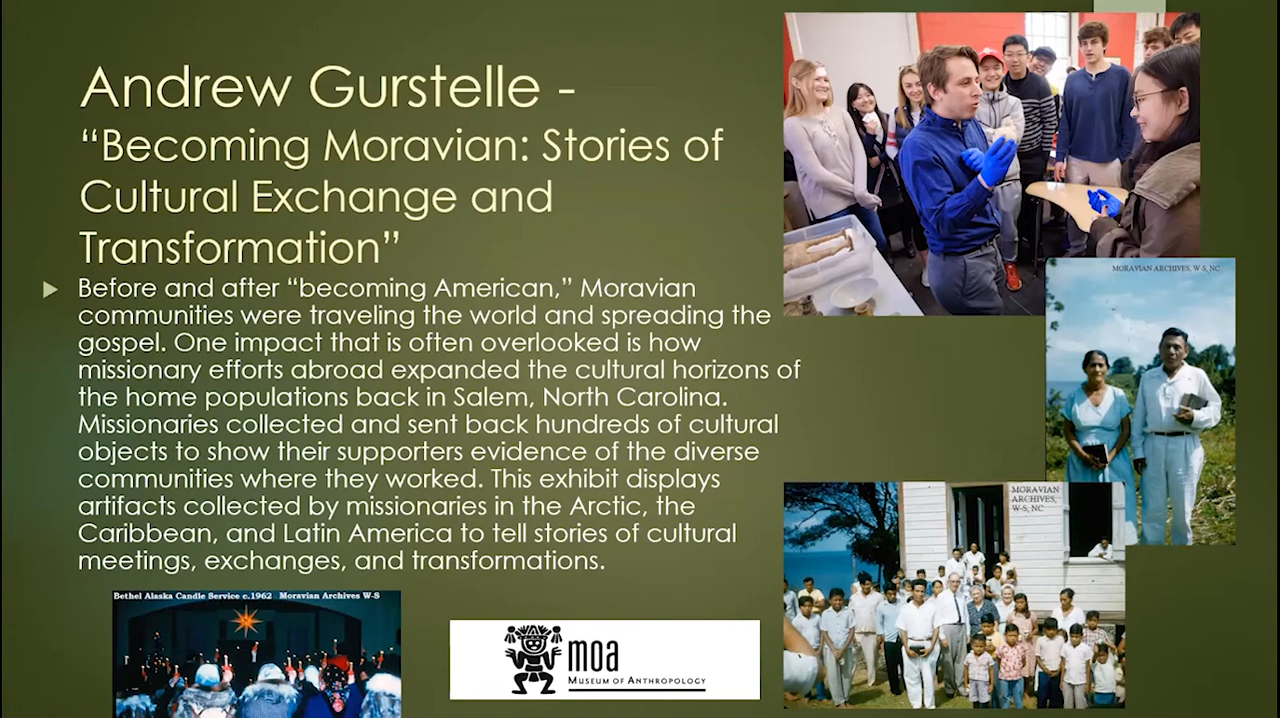 Andrew Gurstelle -
“Becoming Moravian: Stories of
Cultural Exchange and
Transformation”
Before and after “becoming American,” Moravian
communities were traveling the world and spreading the
gospel. One impact that is often overlooked is how
missionary efforts abroad expanded the cultural horizons of
the home populations back in Salem, North Carolina.
Missionaries collected and sent back hundreds of cultural
objects to show their supporters evidence of the diverse
communities where they worked. This exhibit displays
artifacts collected by missionaries in the Arctic, the
Caribbean, and Latin America to tell stories of cultural
meetings, exchanges, and transformations.
MORAVIAN ARCHIVES, W-S, NC
MORAVIAN
ARCHIVES,
W-S, NC
Bethel Alaska Candle Service c.1962 Moravian Archives W-S
moa
MUSEUM OF ANTHROPOLOGY